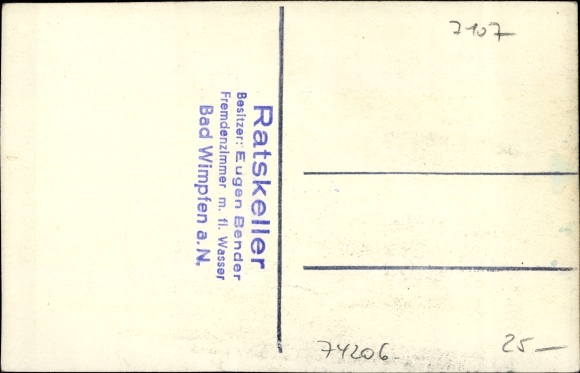 7107
Ratskeller
Besitzer: Eugen Bender
Fremdenzimmer m. fl. Wasser
Bad Wimpfen a.N.
74206
25—